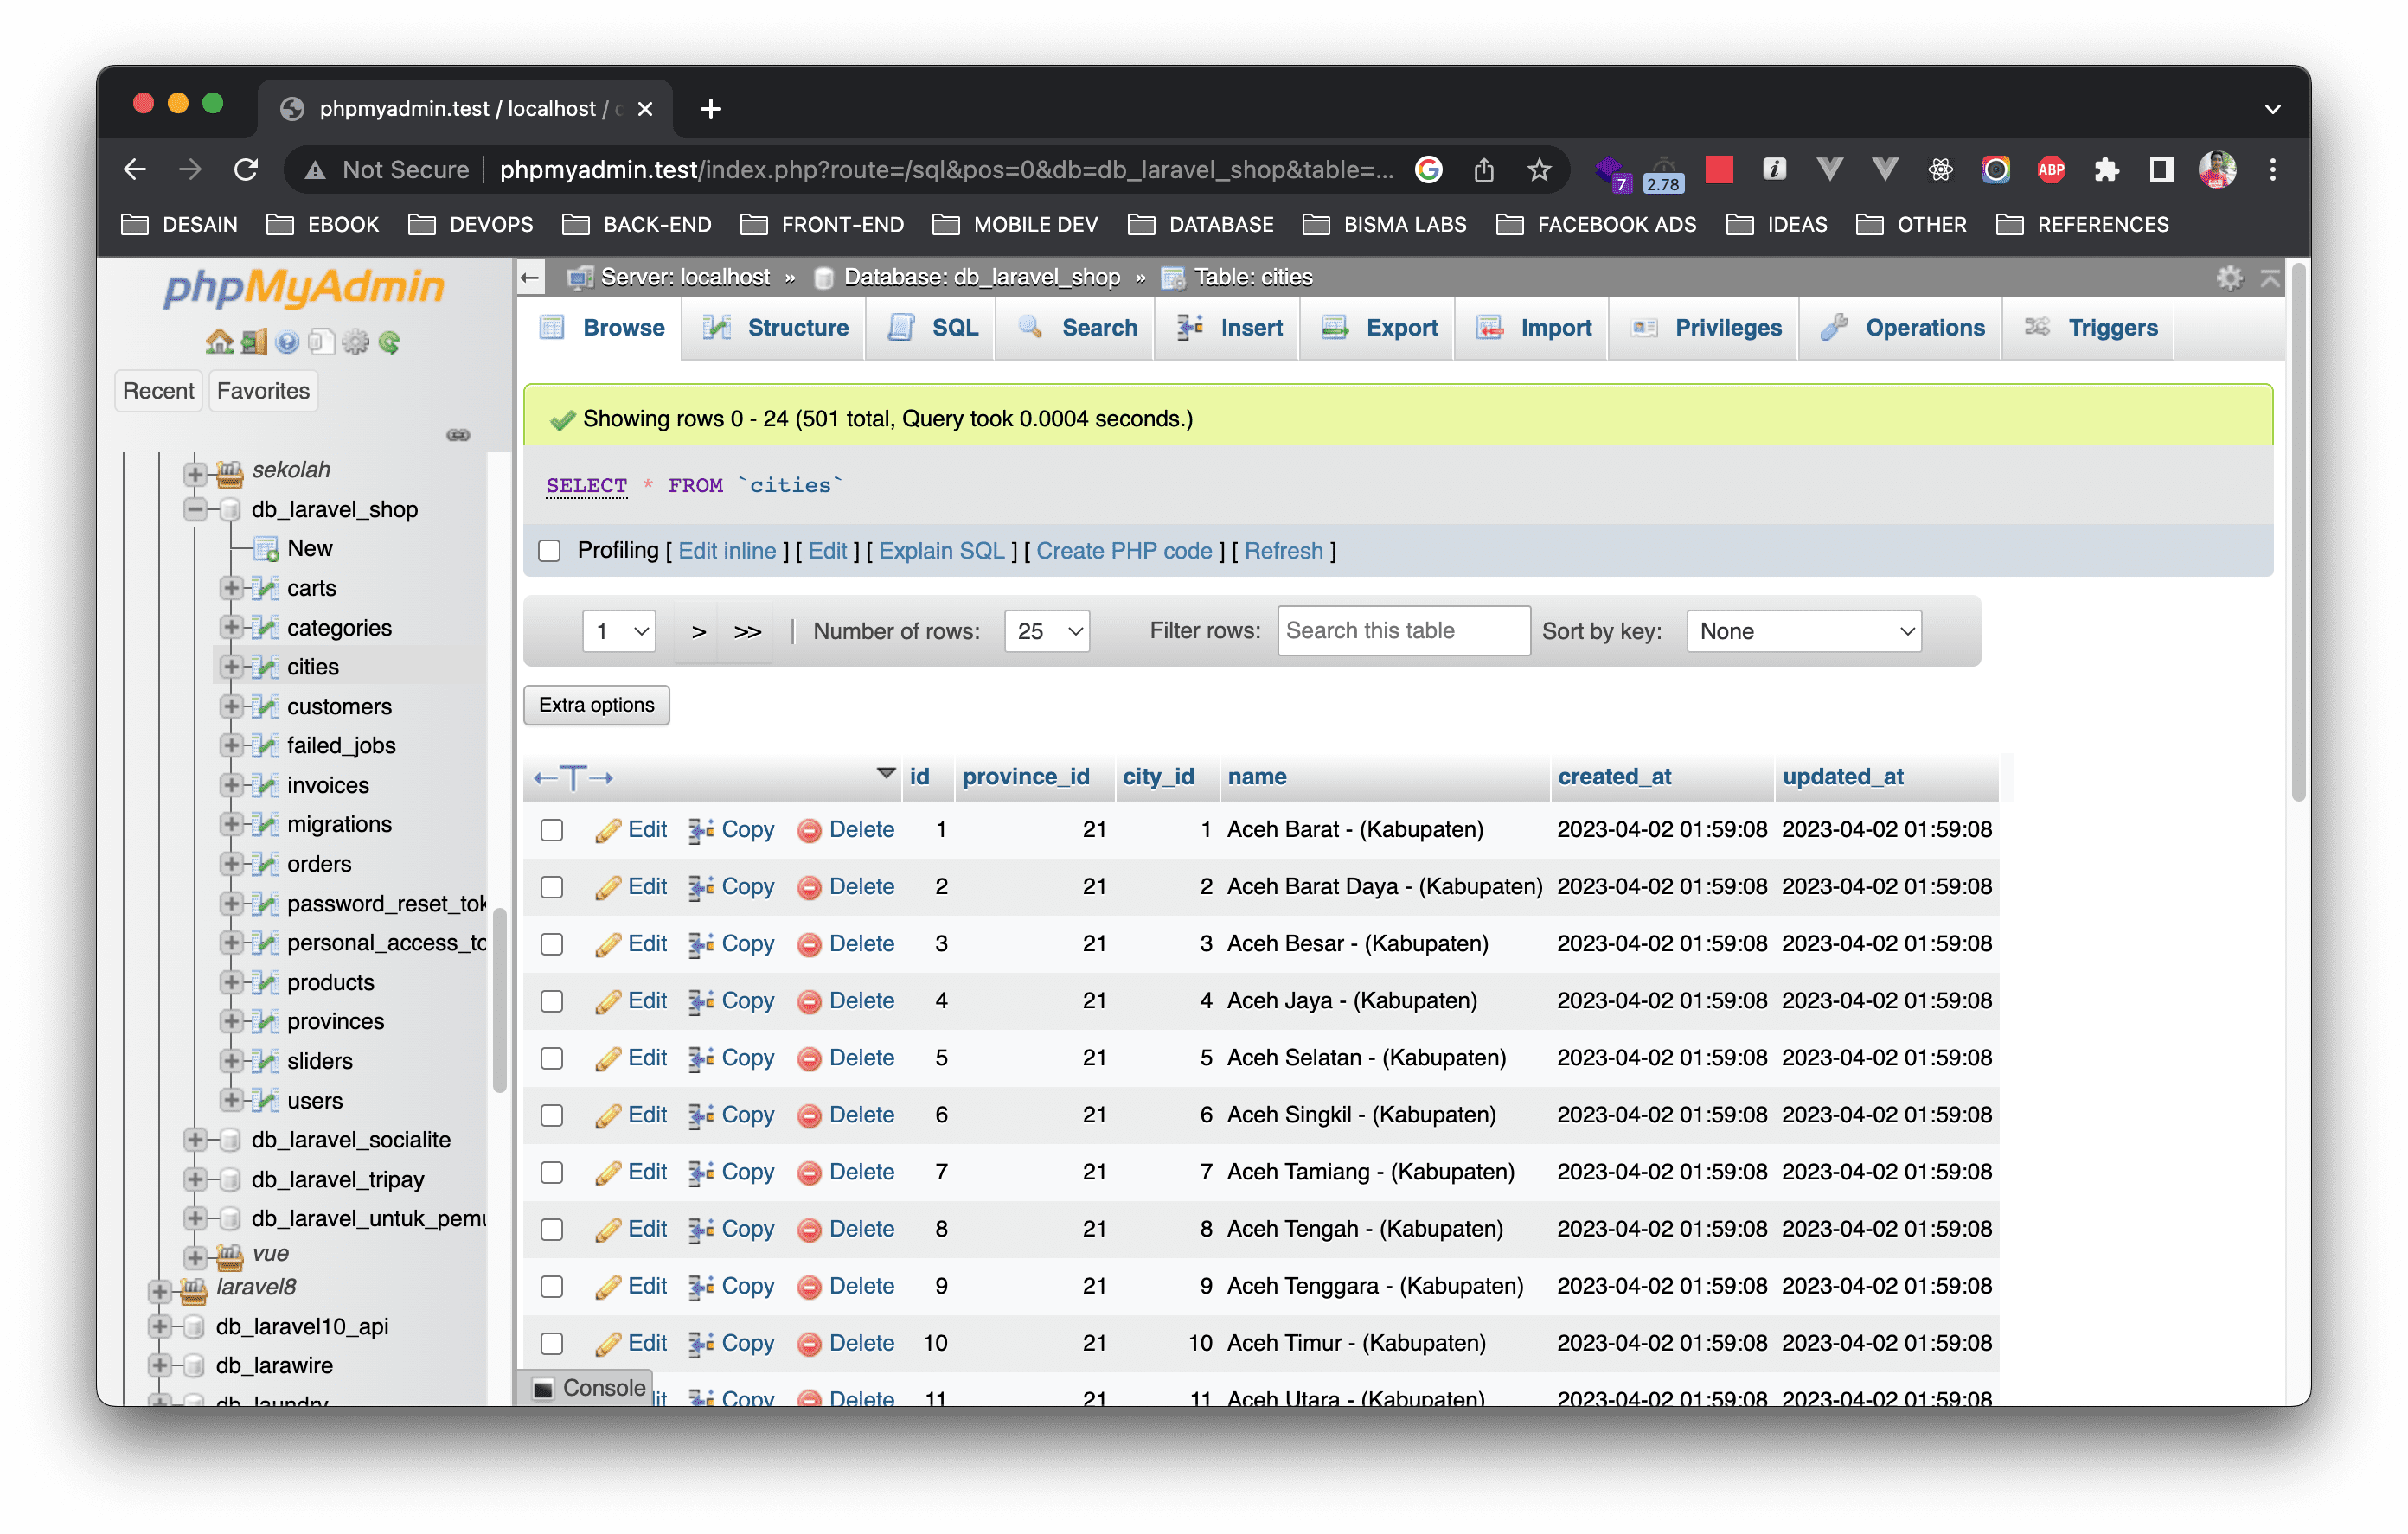 phpmyadmin.test / localhost /
Not Secure phpmyadmin.test/index.php?route=/sql&pos=0&db=db_laravel_shop&table=...
7 2.78 ABP
DESAIN EBOOK DEVOPS BACK-END FRONT-END MOBILE DEV DATABASE BISMA LABS FACEBOOK ADS IDEAS OTHER REFERENCES
phpMyAdmin
Recent Favorites
sekolah
db_laravel_shop
New
carts
categories
cities
customers
failed_jobs
invoices
migrations
orders
password_reset_tok
personal_access_to
products
provinces
sliders
users
db_laravel_socialite
db_laravel_tripay
db_laravel_untuk_pemu
vue
laravel8
db_laravel10_api
db_larawire
db_laundry
Server: localhost » Database: db_laravel_shop » Table: cities
Browse Structure SQL Search Insert Export Import Privileges Operations Triggers
Showing rows 0 - 24 (501 total, Query took 0.0004 seconds.)
SELECT * FROM `cities`
Profiling [ Edit inline ] [ Edit ] [ Explain SQL ] [ Create PHP code ] [ Refresh ]
1 > >> | Number of rows: 25 Filter rows: Search this table Sort by key: None
Extra options
←T→ id province_id city_id name created_at updated_at
Edit Copy Delete 1 21 1 Aceh Barat - (Kabupaten) 2023-04-02 01:59:08 2023-04-02 01:59:08
Edit Copy Delete 2 21 2 Aceh Barat Daya - (Kabupaten) 2023-04-02 01:59:08 2023-04-02 01:59:08
Edit Copy Delete 3 21 3 Aceh Besar - (Kabupaten) 2023-04-02 01:59:08 2023-04-02 01:59:08
Edit Copy Delete 4 21 4 Aceh Jaya - (Kabupaten) 2023-04-02 01:59:08 2023-04-02 01:59:08
Edit Copy Delete 5 21 5 Aceh Selatan - (Kabupaten) 2023-04-02 01:59:08 2023-04-02 01:59:08
Edit Copy Delete 6 21 6 Aceh Singkil - (Kabupaten) 2023-04-02 01:59:08 2023-04-02 01:59:08
Edit Copy Delete 7 21 7 Aceh Tamiang - (Kabupaten) 2023-04-02 01:59:08 2023-04-02 01:59:08
Edit Copy Delete 8 21 8 Aceh Tengah - (Kabupaten) 2023-04-02 01:59:08 2023-04-02 01:59:08
Edit Copy Delete 9 21 9 Aceh Tenggara - (Kabupaten) 2023-04-02 01:59:08 2023-04-02 01:59:08
Edit Copy Delete 10 21 10 Aceh Timur - (Kabupaten) 2023-04-02 01:59:08 2023-04-02 01:59:08
Console
Copy Delete 11 21 11 Aceh Utara - (Kabupaten) 2023-04-02 01:59:08 2023-04-02 01:59:08